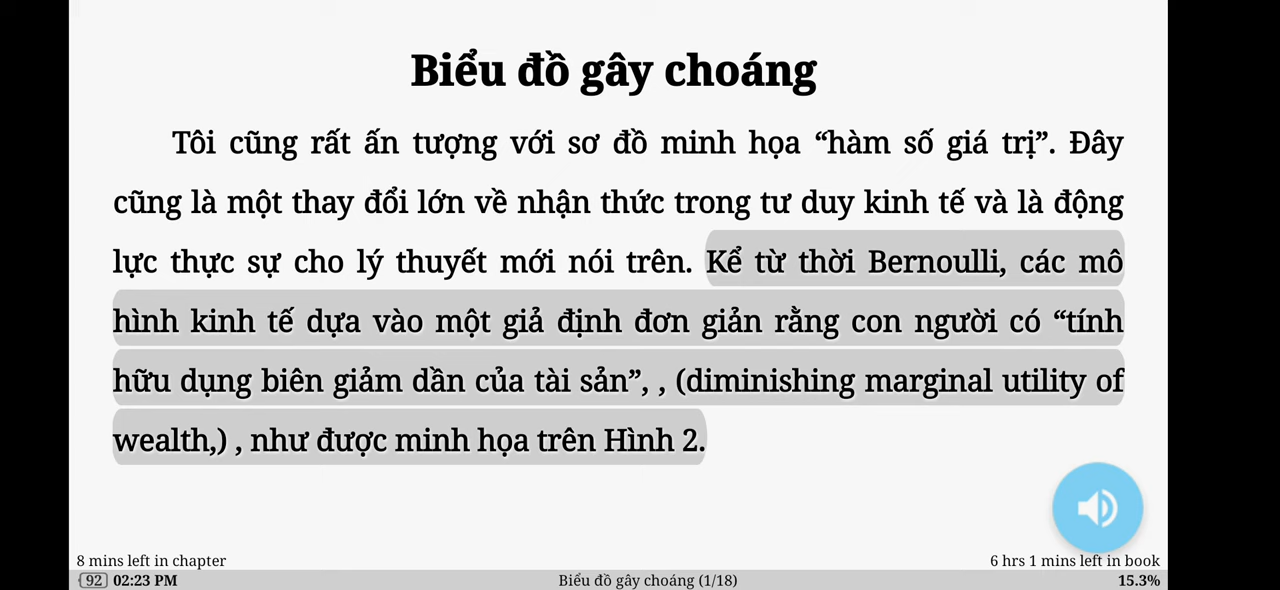 Biểu đồ gây choáng
Tôi cũng rất ấn tượng với sơ đồ minh họa “hàm số giá trị”. Đây
cũng là một thay đổi lớn về nhận thức trong tư duy kinh tế và là động
lực thực sự cho lý thuyết mới nói trên. Kể từ thời Bernoulli, các mô
hình kinh tế dựa vào một giả định đơn giản rằng con người có “tính
hữu dụng biên giảm dần của tài sản”, , (diminishing marginal utility of
wealth,) , như được minh họa trên Hình 2.
8 mins left in chapter
6 hrs 1 mins left in book
92 02:23 PM
Biểu đồ gây choáng (1/18)
15.3%